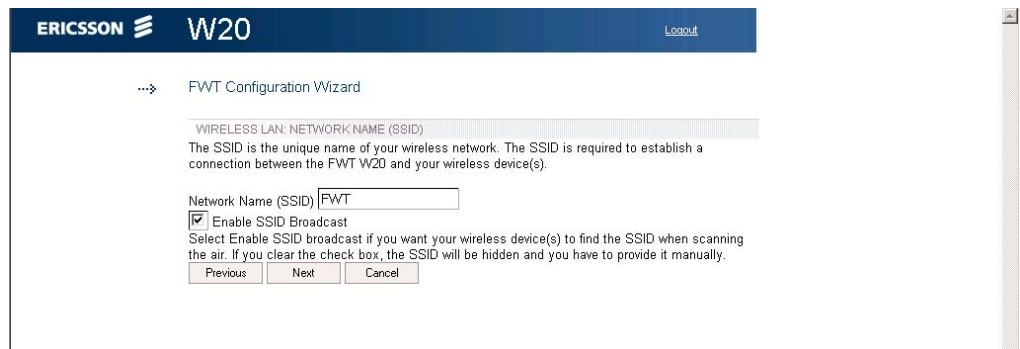 ERICSSON W20 Logout
FWT Configuration Wizard
WIRELESS LAN: NETWORK NAME (SSID)
The SSID is the unique name of your wireless network. The SSID is required to establish a
connection between the FWT W20 and your wireless device(s).
Network Name (SSID) FWT
Enable SSID Broadcast
Select Enable SSID broadcast if you want your wireless device(s) to find the SSID when scanning
the air. If you clear the check box, the SSID will be hidden and you have to provide it manually.
Previous Next Cancel